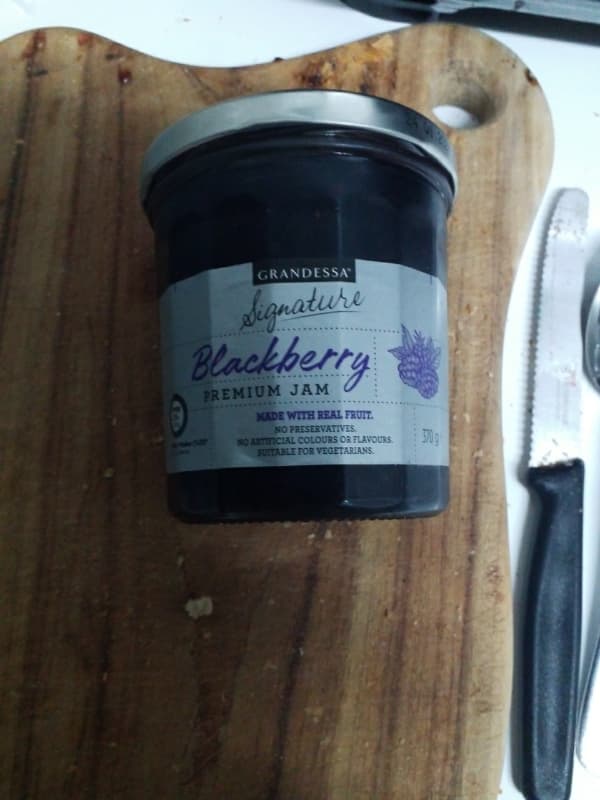 GRANDESSA
Signature
Blackberry
PREMIUM JAM
MADE WITH REAL FRUIT.
NO PRESERVATIVES.
NO ARTIFICIAL COLOURS OR FLAVOURS.
SUITABLE FOR VEGETARIANS.
370 g